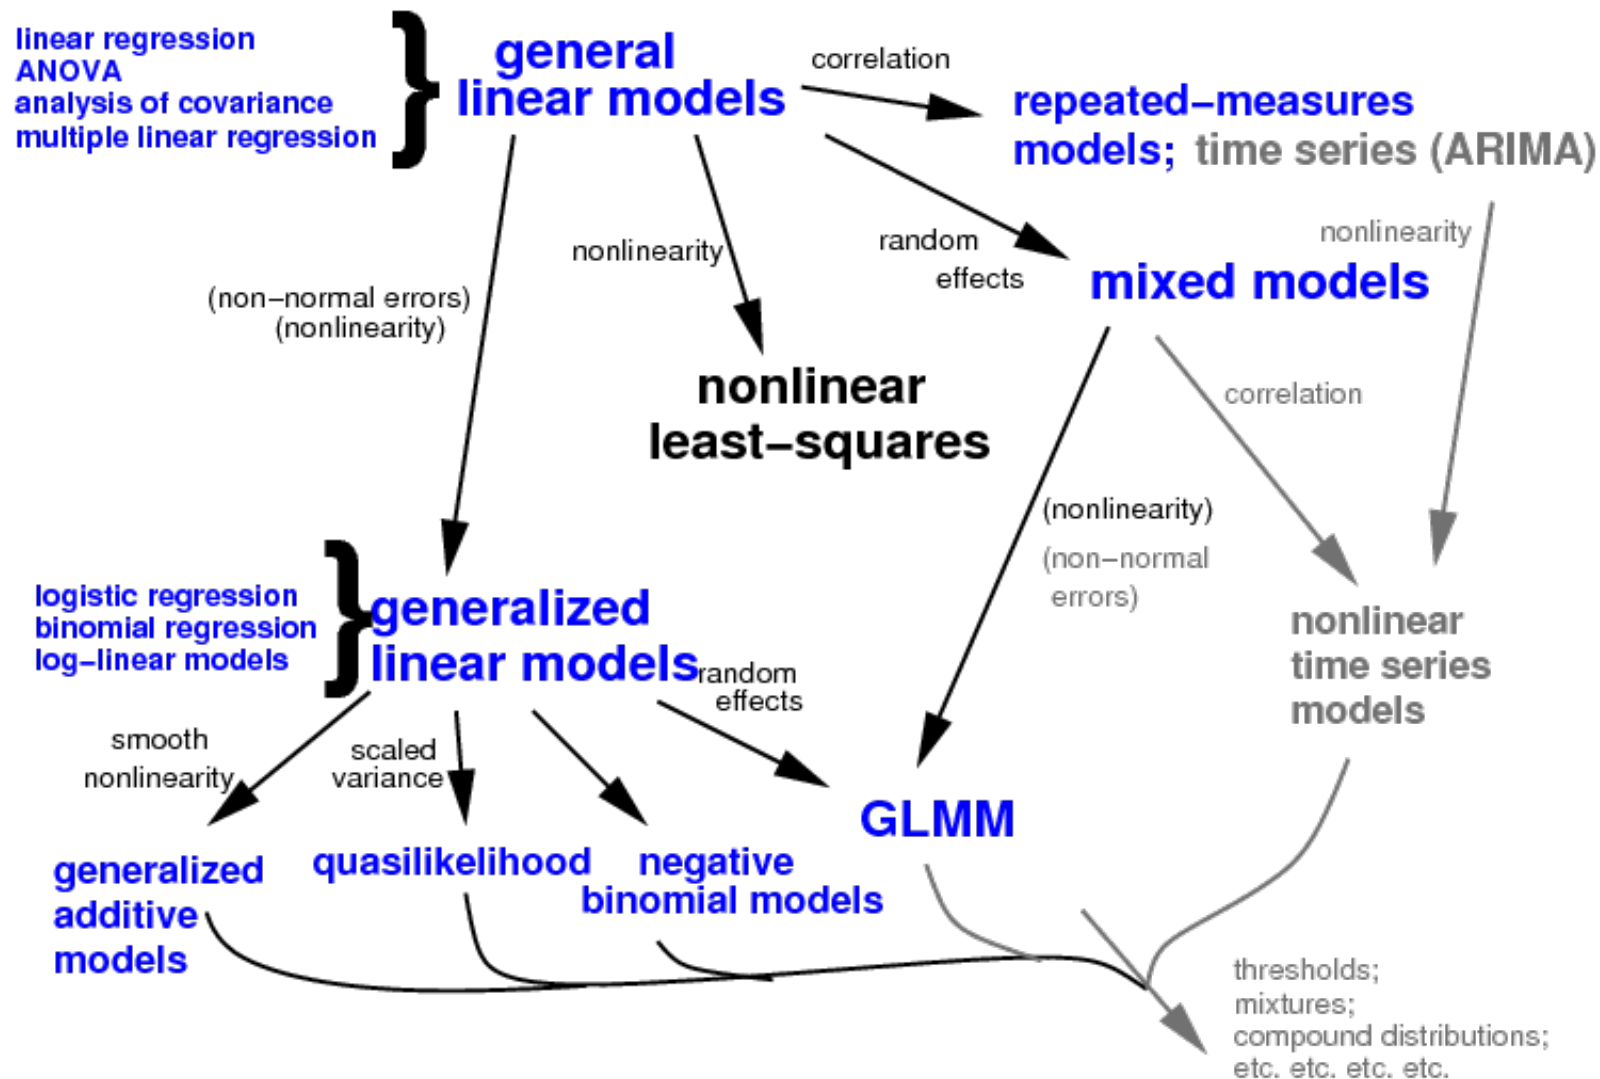 linear regression
ANOVA
analysis of covariance
multiple linear regression
general
linear models
correlation
repeated−measures
models; time series (ARIMA)
(non−normal errors)
(nonlinearity)
nonlinearity
random
effects
nonlinearity
mixed models
nonlinear
least−squares
correlation
(nonlinearity)
(non−normal
errors)
logistic regression
binomial regression
log−linear models
generalized
linear models
random
effects
nonlinear
time series
models
smooth
nonlinearity
scaled
variance
GLMM
generalized
additive
models
quasilikelihood
negative
binomial models
thresholds;
mixtures;
compound distributions;
etc. etc. etc. etc.